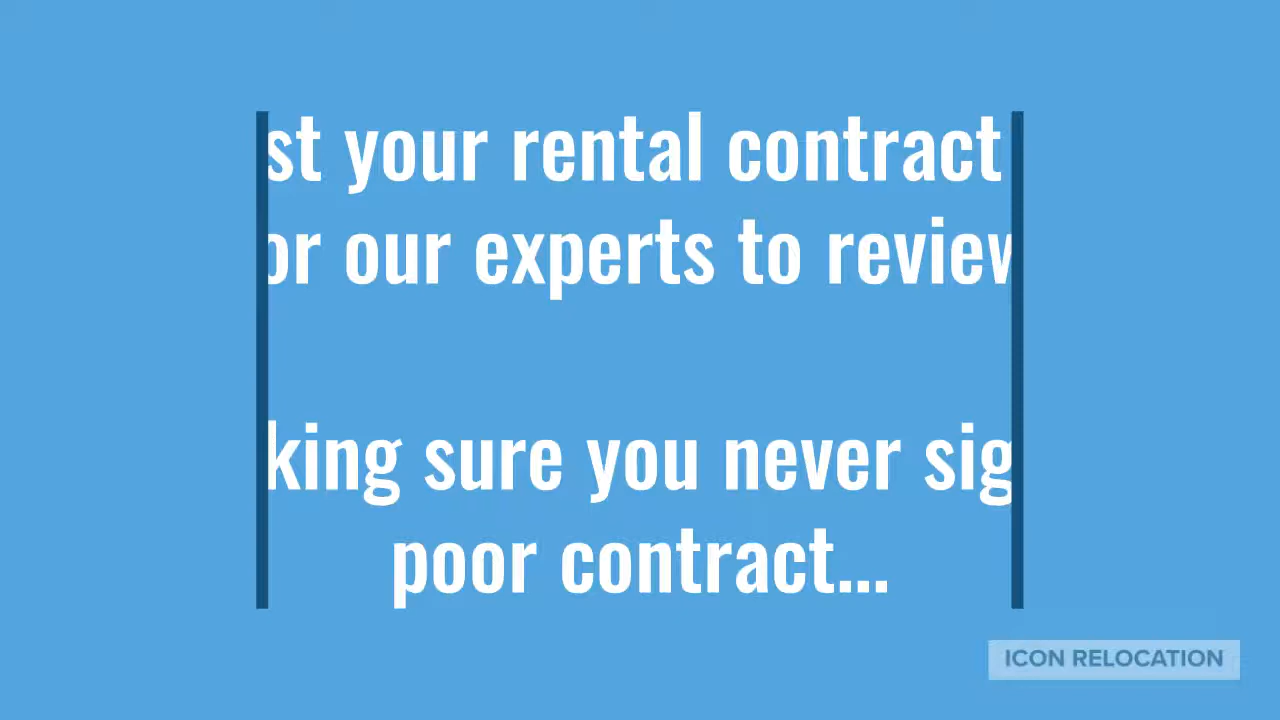 st your rental contract
or our experts to review
king sure you never sig
poor contract...
ICON RELOCATION